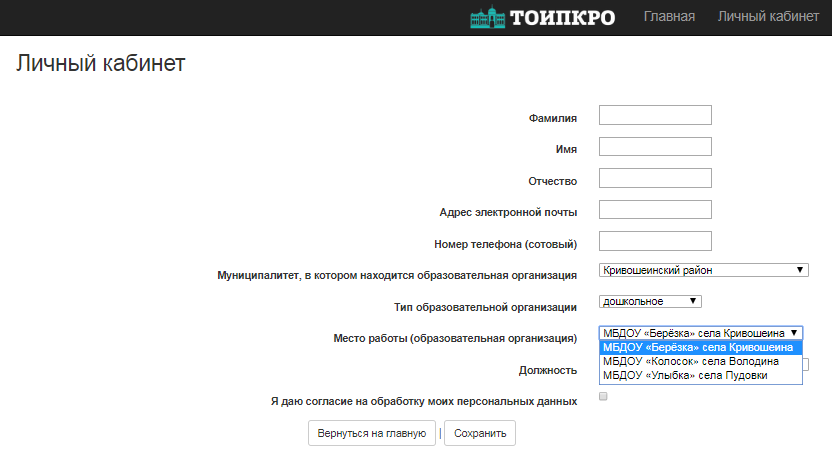 ТОИПКРО Главная Личный кабинет
Личный кабинет
Фамилия
Имя
Отчество
Адрес электронной почты
Номер телефона (сотовый)
Муниципалитет, в котором находится образовательная организация Кривошеинский район
Тип образовательной организации дошкольное
Место работы (образовательная организация) МБДОУ «Берёзка» села Кривошеина
МБДОУ «Берёзка» села Кривошеина
МБДОУ «Колосок» села Володина
Должность
МБДОУ «Улыбка» села Пудовки
Я даю согласие на обработку моих персональных данных
Вернуться на главную | Сохранить